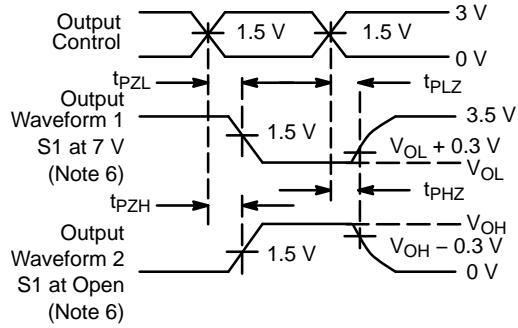 Output
Control
1.5 V
1.5 V
3 V
0 V
tPZL
tPLZ
Output
Waveform 1
S1 at 7 V
(Note 6)
1.5 V
3.5 V
VOL + 0.3 V
VOL
tPZH
tPHZ
Output
Waveform 2
S1 at Open
(Note 6)
1.5 V
VOH
VOH − 0.3 V
0 V